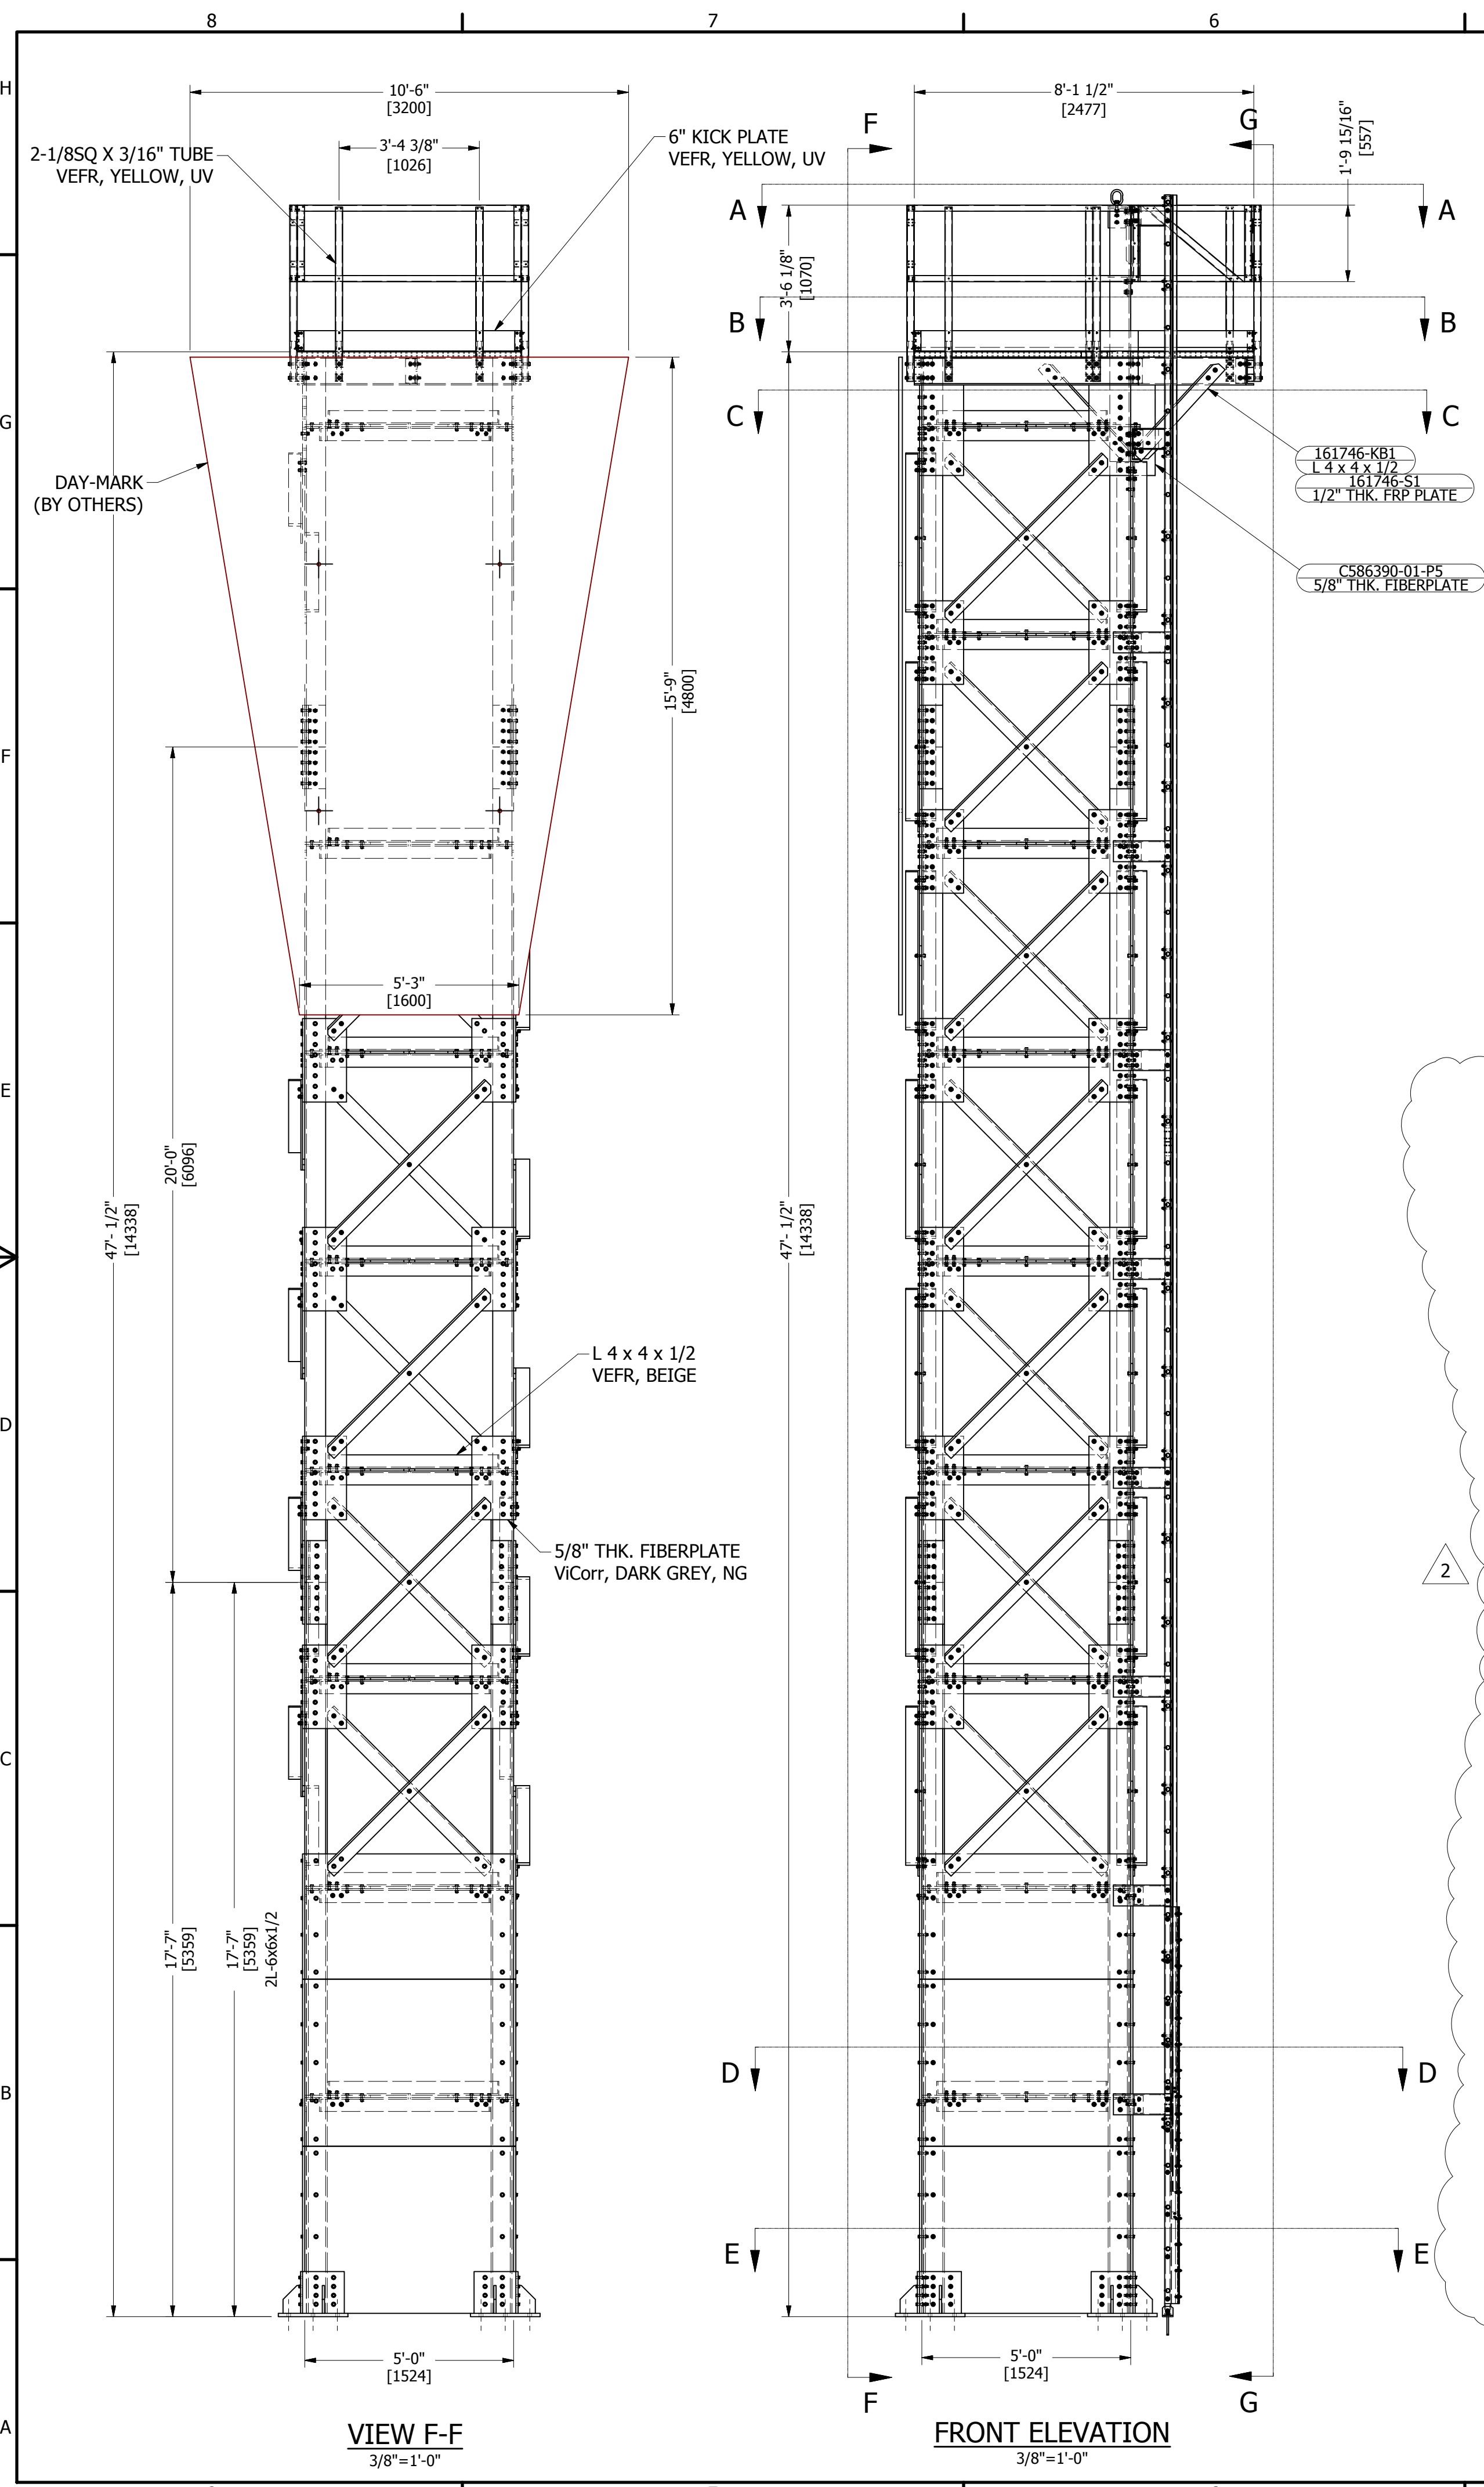 8
7
6
H
G
F
E
D
C
B
A
10'-6"
[3200]
3'-4 3/8"
[1026]
2-1/8SQ X 3/16" TUBE
VEFR, YELLOW, UV
6" KICK PLATE
VEFR, YELLOW, UV
DAY-MARK
(BY OTHERS)
15'-9"
[4800]
5'-3"
[1600]
20'-0"
[6096]
47'- 1/2"
[14338]
L 4 x 4 x 1/2
VEFR, BEIGE
5/8" THK. FIBERPLATE
ViCorr, DARK GREY, NG
17'-7"
[5359]
17'-7"
[5359]
2L-6x6x1/2
5'-0"
[1524]
VIEW F-F
3/8"=1'-0"
8'-1 1/2"
[2477]
F
G
1'-9 15/16"
[557]
A
A
3'-6 1/8"
[1070]
B
B
C
C
161746-KB1
L 4 x 4 x 1/2
161746-S1
1/2" THK. FRP PLATE
C586390-01-P5
5/8" THK. FIBERPLATE
47'- 1/2"
[14338]
2
D
D
E
E
5'-0"
[1524]
F
G
FRONT ELEVATION
3/8"=1'-0"